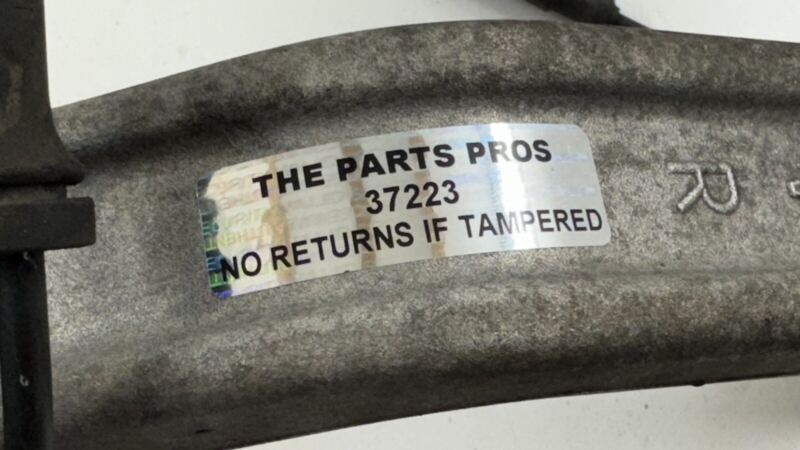 THE PARTS PROS
37223
NO RETURNS IF TAMPERED
R